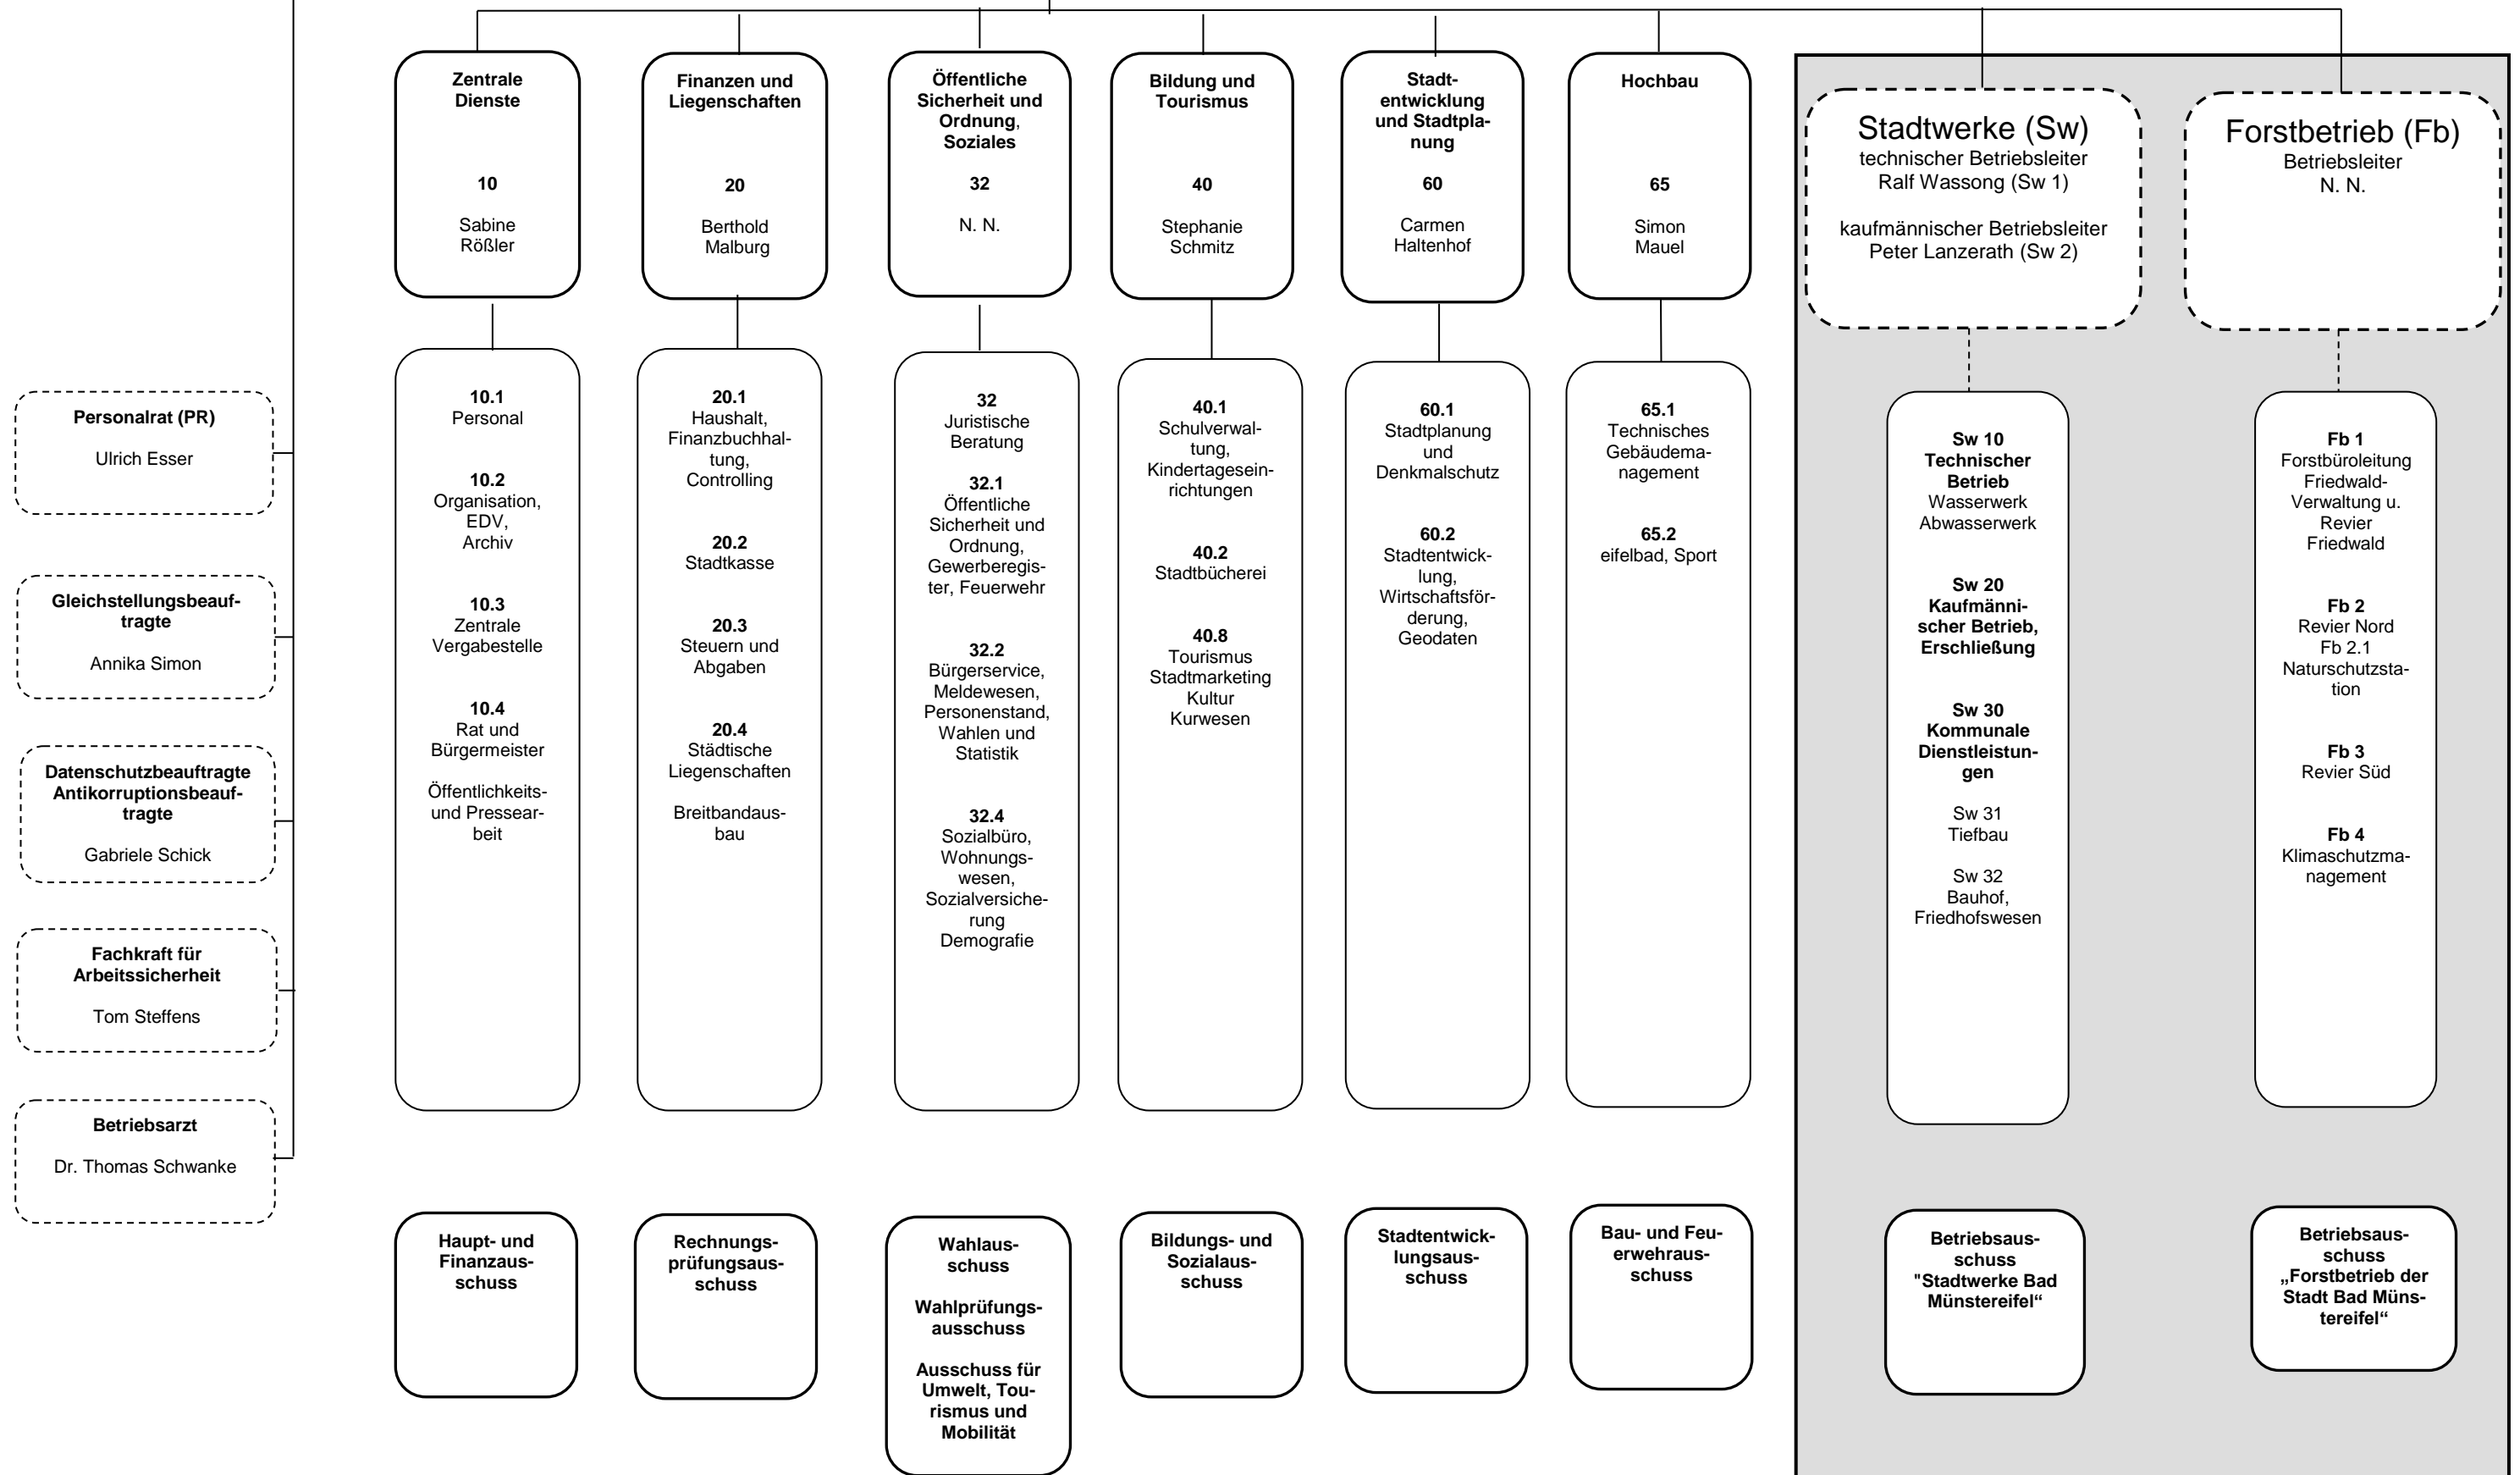 Zentrale
Dienste
10
Sabine
Rößler
Finanzen und
Liegenschaften
20
Berthold
Malburg
Öffentliche
Sicherheit und
Ordnung,
Soziales
32
N. N.
Bildung und
Tourismus
40
Stephanie
Schmitz
Stadt-
entwicklung
und Stadtpla-
nung
60
Carmen
Haltenhof
Hochbau
65
Simon
Mauel
Stadtwerke (Sw)
technischer Betriebsleiter
Ralf Wassong (Sw 1)
kaufmännischer Betriebsleiter
Peter Lanzerath (Sw 2)
Forstbetrieb (Fb)
Betriebsleiter
N. N.
Personalrat (PR)
Ulrich Esser
Gleichstellungsbeauf-
tragte
Annika Simon
Datenschutzbeauftragte
Antikorruptionsbeauf-
tragte
Gabriele Schick
Fachkraft für
Arbeitssicherheit
Tom Steffens
Betriebsarzt
Dr. Thomas Schwanke
10.1
Personal
10.2
Organisation,
EDV,
Archiv
10.3
Zentrale
Vergabestelle
10.4
Rat und
Bürgermeister
Öffentlichkeits-
und Pressear-
beit
20.1
Haushalt,
Finanzbuchhal-
tung,
Controlling
20.2
Stadtkasse
20.3
Steuern und
Abgaben
20.4
Städtische
Liegenschaften
Breitbandaus-
bau
32
Juristische
Beratung
32.1
Öffentliche
Sicherheit und
Ordnung,
Gewerberegis-
ter, Feuerwehr
32.2
Bürgerservice,
Meldewesen,
Personenstand,
Wahlen und
Statistik
32.4
Sozialbüro,
Wohnungs-
wesen,
Sozialversiche-
rung
Demografie
40.1
Schulverwal-
tung,
Kindertagesein-
richtungen
40.2
Stadtbücherei
40.8
Tourismus
Stadtmarketing
Kultur
Kurwesen
60.1
Stadtplanung
und
Denkmalschutz
60.2
Stadtentwick-
lung,
Wirtschaftsför-
derung,
Geodaten
65.1
Technisches
Gebäudema-
nagement
65.2
eifelbad, Sport
Sw 10
Technischer
Betrieb
Wasserwerk
Abwasserwerk
Sw 20
Kaufmänni-
scher Betrieb,
Erschließung
Sw 30
Kommunale
Dienstleistun-
gen
Sw 31
Tiefbau
Sw 32
Bauhof,
Friedhofswesen
Fb 1
Forstbüroleitung
Friedwald-
Verwaltung u.
Revier
Friedwald
Fb 2
Revier Nord
Fb 2.1
Naturschutzsta-
tion
Fb 3
Revier Süd
Fb 4
Klimaschutzma-
nagement
Haupt- und
Finanzaus-
schuss
Rechnungs-
prüfungsaus-
schuss
Wahlaus-
schuss
Wahlprüfungs-
ausschuss
Ausschuss für
Umwelt, Tou-
rismus und
Mobilität
Bildungs- und
Sozialaus-
schuss
Stadtentwick-
lungsaus-
schuss
Bau- und Feu-
erwehraus-
schuss
Betriebsaus-
schuss
"Stadtwerke Bad
Münstereifel“
Betriebsaus-
schuss
„Forstbetrieb der
Stadt Bad Müns-
tereifel“